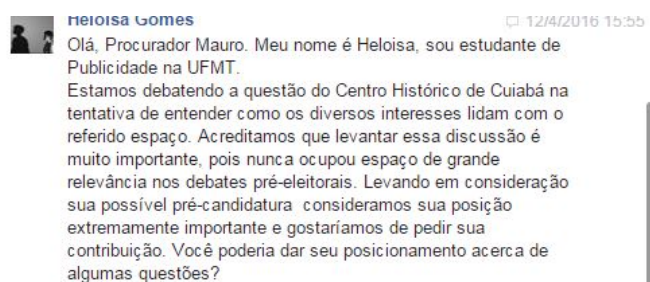 Heloisa Gomes 12/4/2016 15:55
Olá, Procurador Mauro. Meu nome é Heloisa, sou estudante de
Publicidade na UFMT.
Estamos debatendo a questão do Centro Histórico de Cuiabá na
tentativa de entender como os diversos interesses lidam com o
referido espaço. Acreditamos que levantar essa discussão é
muito importante, pois nunca ocupou espaço de grande
relevância nos debates pré-eleitorais. Levando em consideração
sua possível pré-candidatura consideramos sua posição
extremamente importante e gostaríamos de pedir sua
contribuição. Você poderia dar seu posicionamento acerca de
algumas questões?